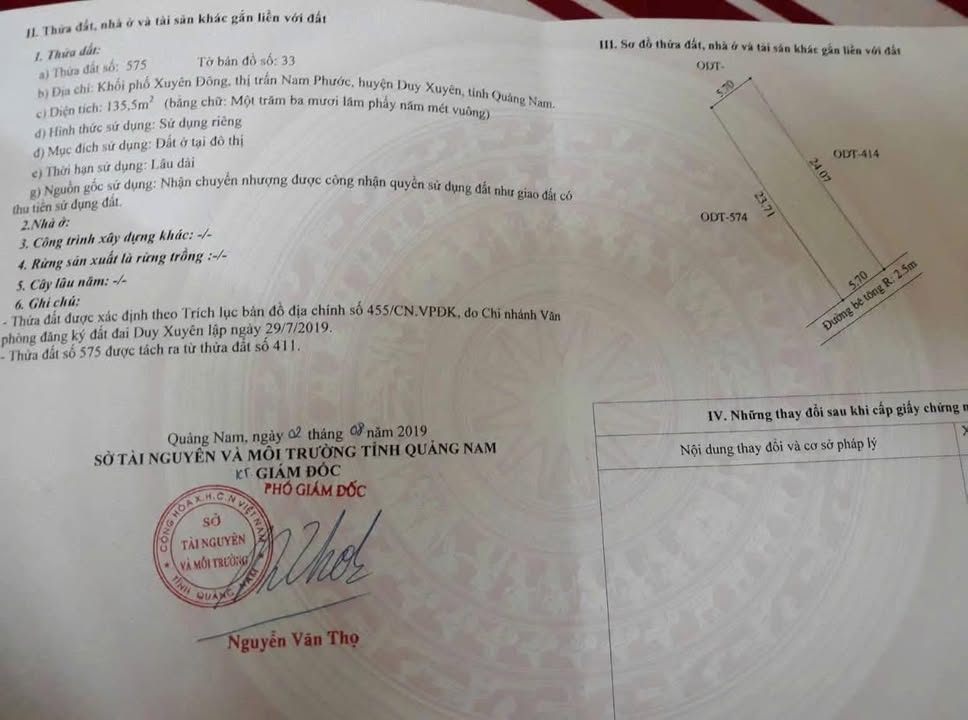 II. Thửa đất, nhà ở và tài sản khác gắn liền với đất
1. Thửa đất:
a) Thửa đất số: 575 Tờ bản đồ số: 33
b) Địa chỉ: Khối phố Xuyên Đông, thị trấn Nam Phước, huyện Duy Xuyên, tỉnh Quảng Nam.
c) Diện tích: 135,5m² (bằng chữ: Một trăm ba mươi lăm phẩy năm mét vuông)
d) Hình thức sử dụng: Sử dụng riêng
đ) Mục đích sử dụng: Đất ở tại đô thị
e) Thời hạn sử dụng: Lâu dài
g) Nguồn gốc sử dụng: Nhận chuyển nhượng được công nhận quyền sử dụng đất như giao đất có
thu tiền sử dụng đất.
2.Nhà ở:
3. Công trình xây dựng khác: -/-
4. Rừng sản xuất là rừng trồng :-/-
5. Cây lâu năm: -/-
6. Ghi chú:
- Thửa đất được xác định theo Trích lục bản đồ địa chính số 455/CN.VPĐK, do Chi nhánh Văn
phòng đăng ký đất đai Duy Xuyên lập ngày 29/7/2019.
- Thửa đất số 575 được tách ra từ thửa đất số 411.
Quảng Nam, ngày 02 tháng 08 năm 2019
SỞ TÀI NGUYÊN VÀ MÔI TRƯỜNG TỈNH QUẢNG NAM
KT GIÁM ĐỐC
PHÓ GIÁM ĐỐC
CỘNG HÒA X.H.C.N VIỆT NAM
SỞ
TÀI NGUYÊN
VÀ MÔI TRƯỜNG
TỈNH QUẢNG NAM
Nguyễn Văn Thọ
III. Sơ đồ thửa đất, nhà ở và tài sản khác gắn liền với đất
ODT-
5.70
ODT-414
24.07
23.71
ODT-574
5.70
Đường bê tông R- 2.5m
IV. Những thay đổi sau khi cấp giấy chứng n
Nội dung thay đổi và cơ sở pháp lý
X